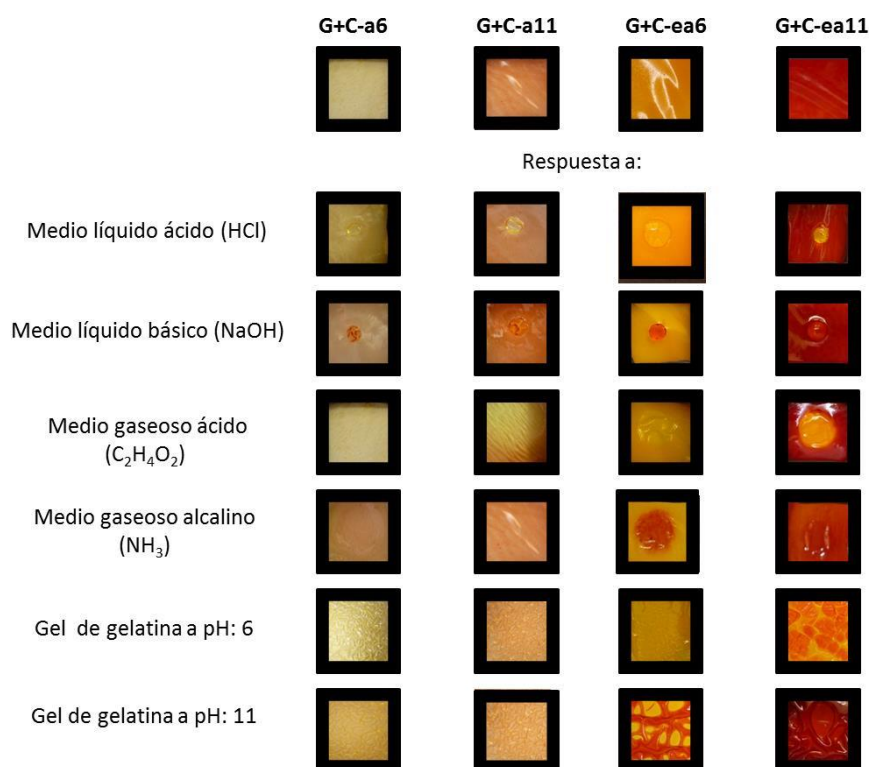 G+C-a6 G+C-a11 G+C-ea6 G+C-ea11
Respuesta a:
Medio líquido ácido (HCl)
Medio líquido básico (NaOH)
Medio gaseoso ácido
(C₂H₄O₂)
Medio gaseoso alcalino
(NH₃)
Gel de gelatina a pH: 6
Gel de gelatina a pH: 11